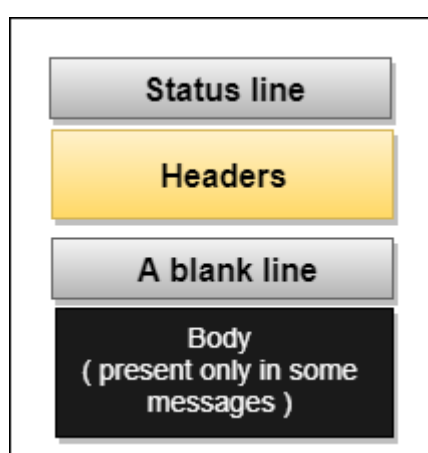 Status line
Headers
A blank line
Body
( present only in some
messages )